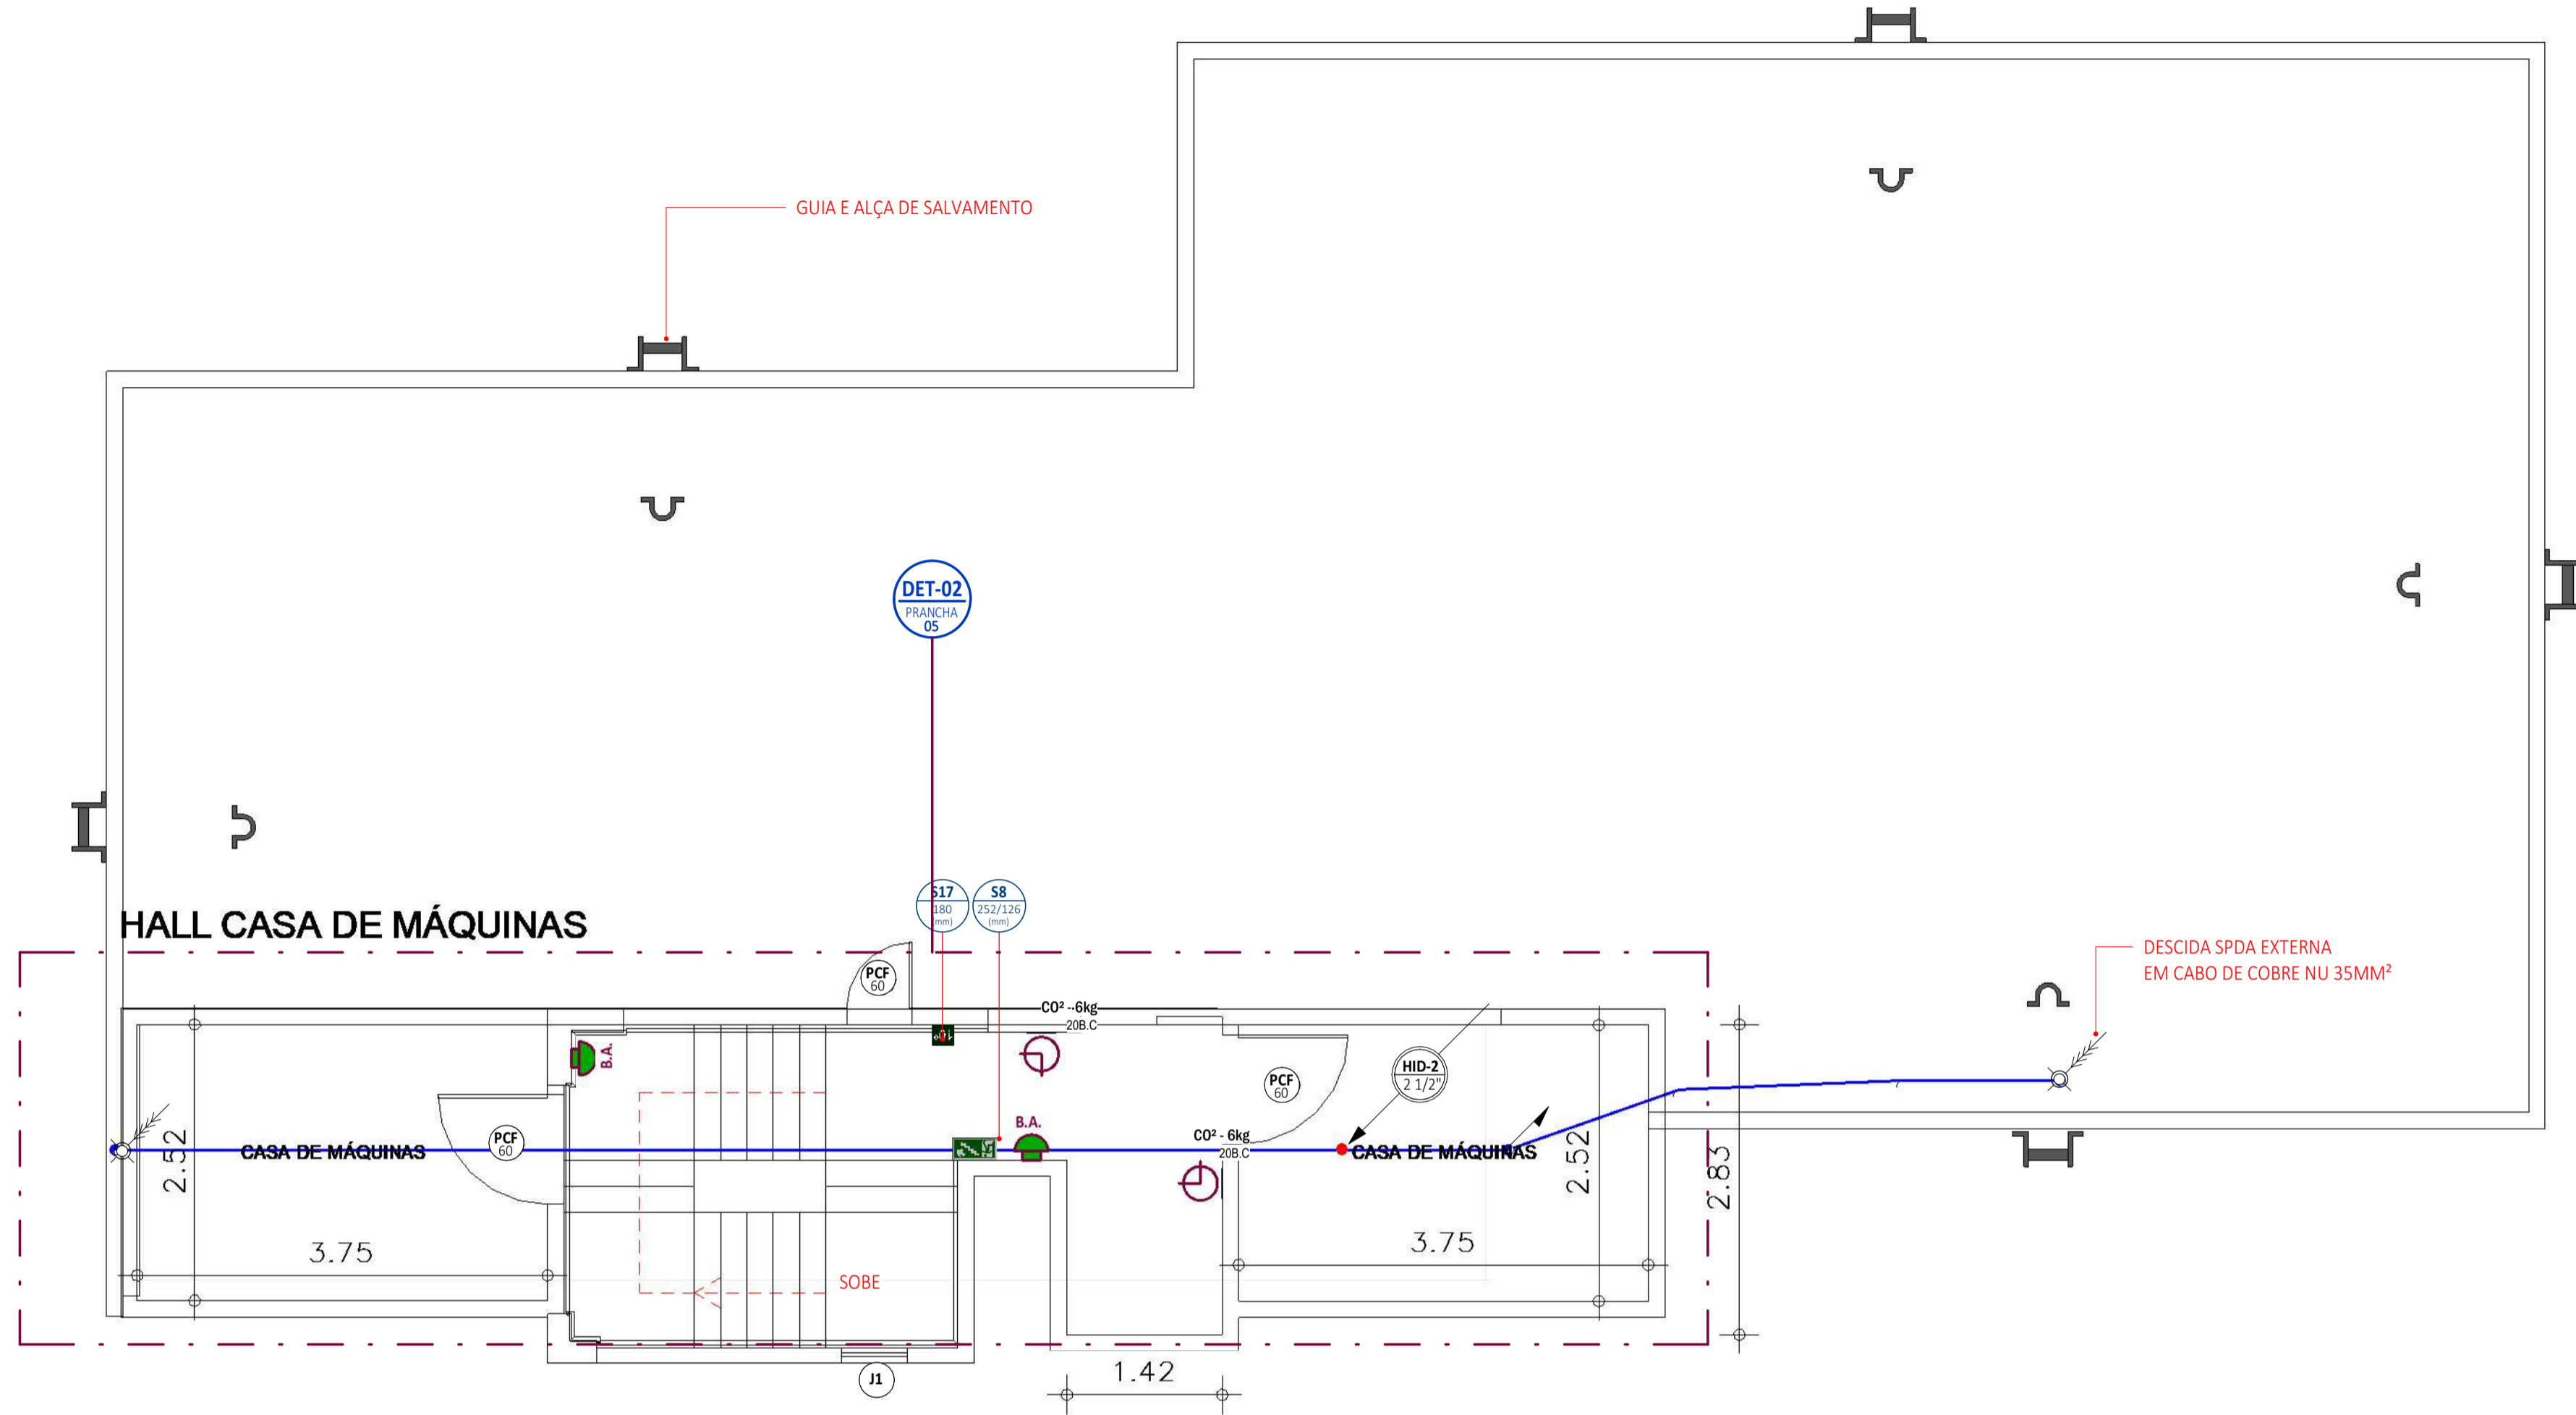 GUIA E ALÇA DE SALVAMENTO
DET-02
PRANCHA
05
S17
180
(mm)
S8
252/126
(mm)
HALL CASA DE MÁQUINAS
DESCIDA SPDA EXTERNA
EM CABO DE COBRE NU 35MM²
PCF
60
CO² - 6kg
20B.C
B.A.
HID-2
2 1/2"
PCF
60
B.A.
CO² - 6kg
20B.C
PCF
60
CASA DE MÁQUINAS
CASA DE MÁQUINAS
2.52
2.52
2.83
3.75
3.75
SOBE
J1
1.42